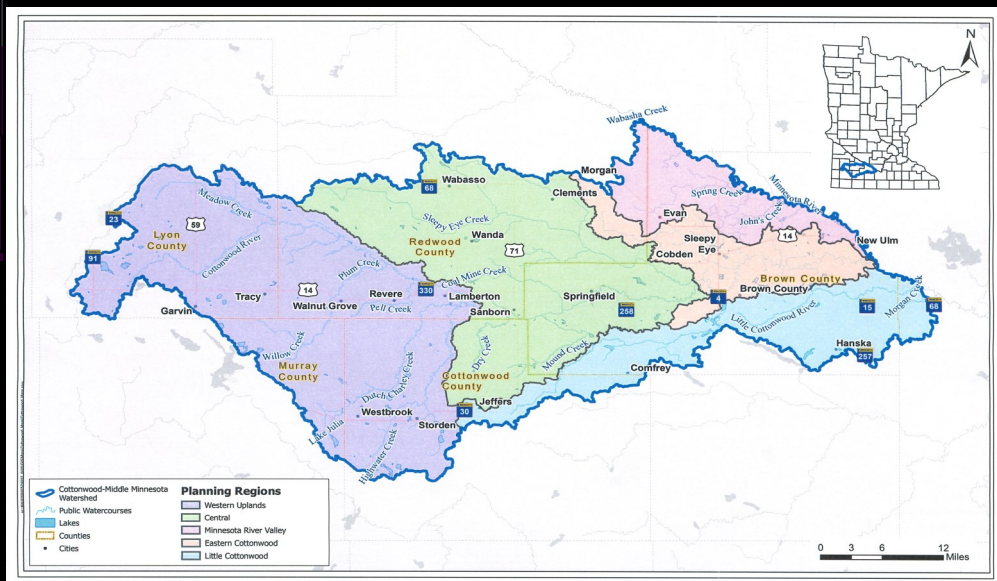 N
Wabasha Creek
Morgan
68
Wabasso
Clements
Spring Creek
Minnesota River
Meadow Creek
23
59
Sleepy Eye Creek
Evan
John's Creek
Lyon
County
Redwood
County
Wanda
Sleepy
Eye
14
New Ulm
71
Cobden
91
Cottonwood River
Plum Creek
Coal Mine Creek
Brown County
Brown County
Tracy
14
Revere
330
Lamberton
Springfield
4
Walnut Grove
Pell Creek
Sanborn
258
15
68
Morgan Creek
Garvin
Little Cottonwood River
Willow Creek
Dry Creek
Mound Creek
Hanska
257
Murray
County
Dutch Charley Creek
Cottonwood
County
Comfrey
Jeffers
Westbrook
30
Lake Julia
Storden
Highwater Creek
Cottonwood-Middle Minnesota
Watershed
Public Watercourses
Lakes
Counties
Cities
Planning Regions
Western Uplands
Central
Minnesota River Valley
Eastern Cottonwood
Little Cottonwood
0 3 6 12
Miles